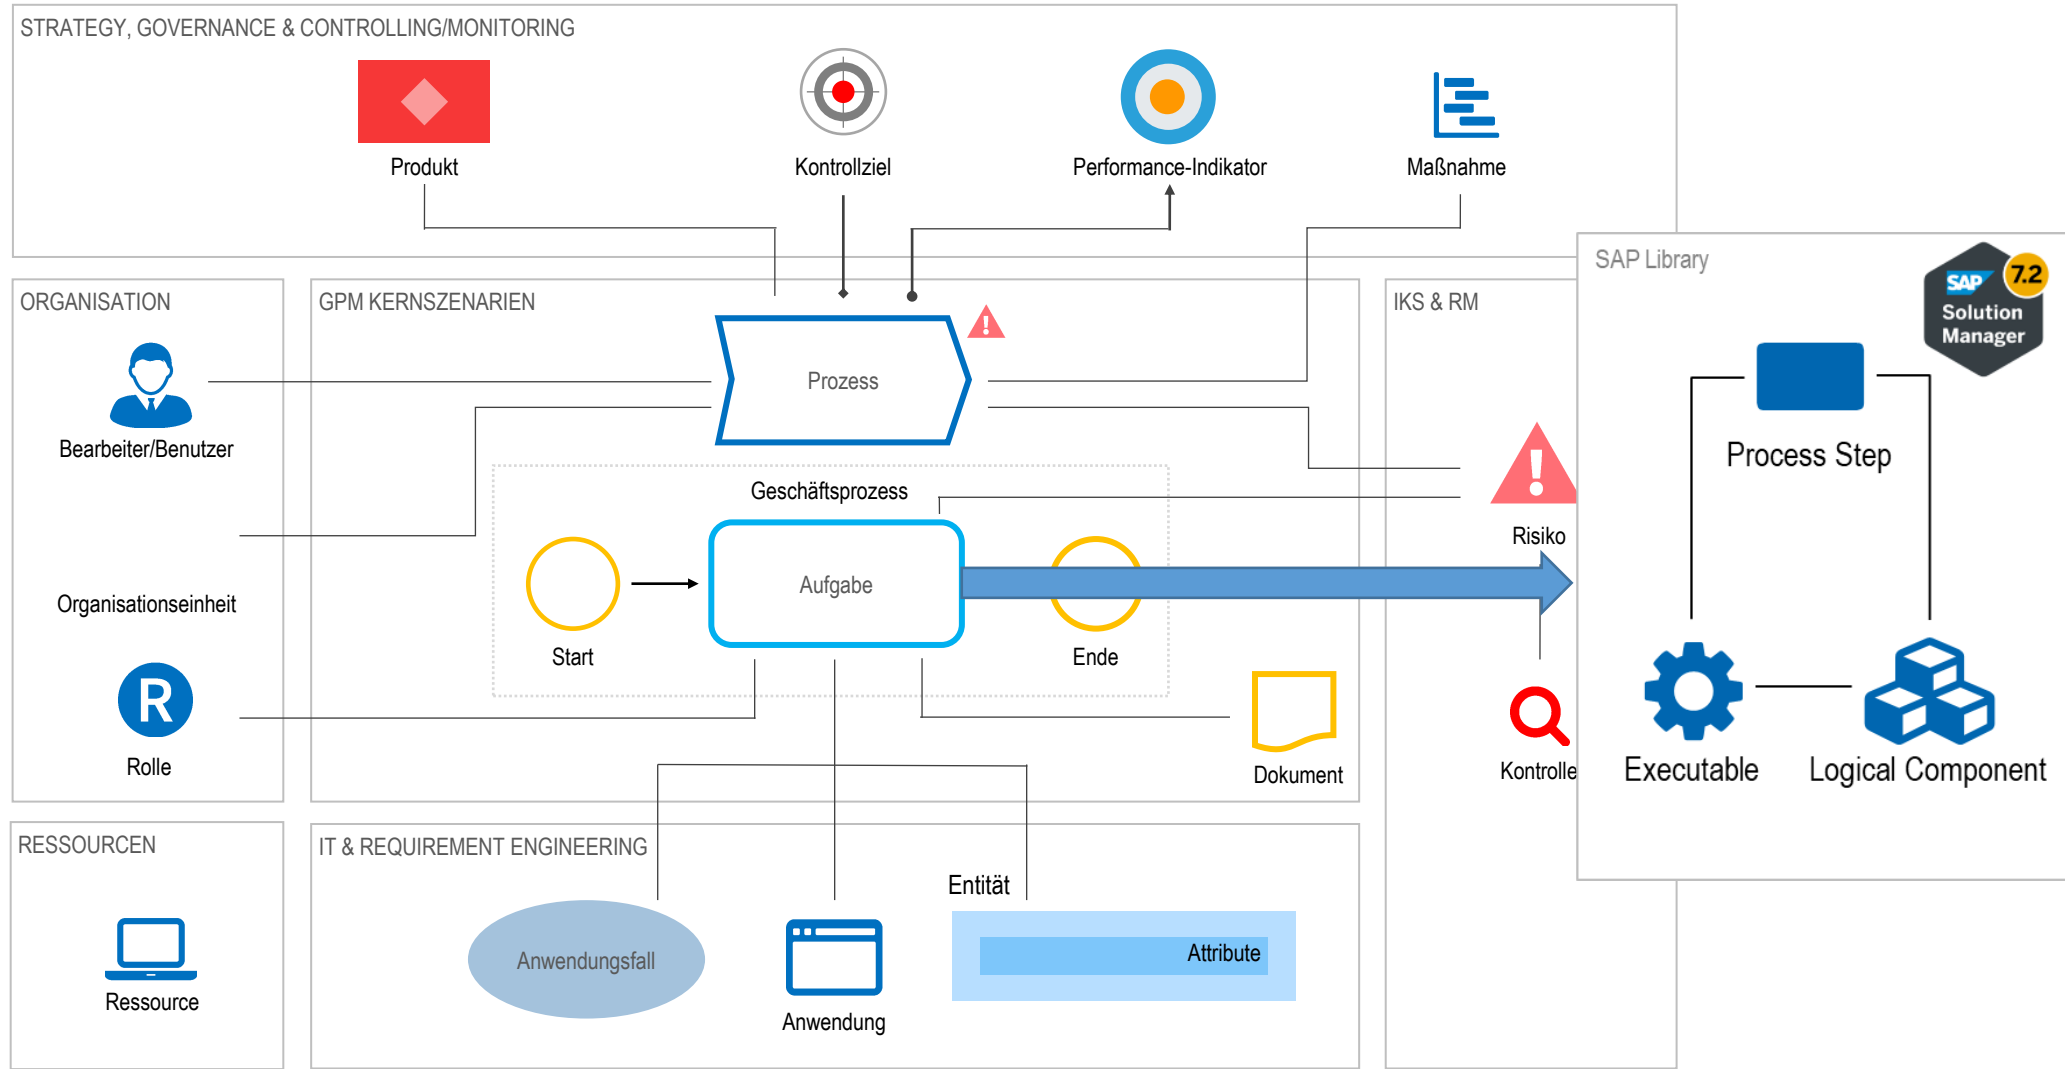 STRATEGY, GOVERNANCE & CONTROLLING/MONITORING
Produkt
Kontrollziel
Performance-Indikator
Maßnahme
ORGANISATION
Bearbeiter/Benutzer
Organisationseinheit
R
Rolle
GPM KERNSZENARIEN
Prozess
Geschäftsprozess
Start
Aufgabe
Ende
Dokument
IKS & RM
Risiko
Kontrolle
SAP Library
SAP 7.2
Solution
Manager
Process Step
Executable
Logical Component
RESSOURCEN
Ressource
IT & REQUIREMENT ENGINEERING
Anwendungsfall
Anwendung
Entität
Attribute